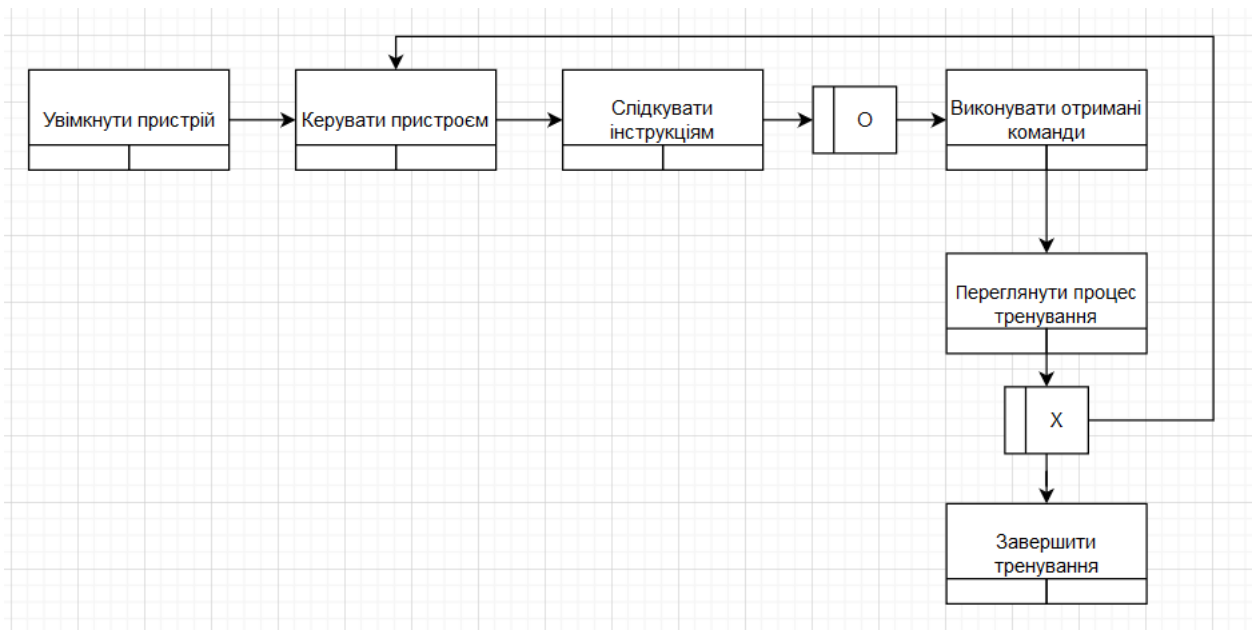 Увімкнути пристрій
Керувати пристроєм
Слідкувати
інструкціям
О
Виконувати отримані
команди
Переглянути процес
тренування
Х
Завершити
тренування